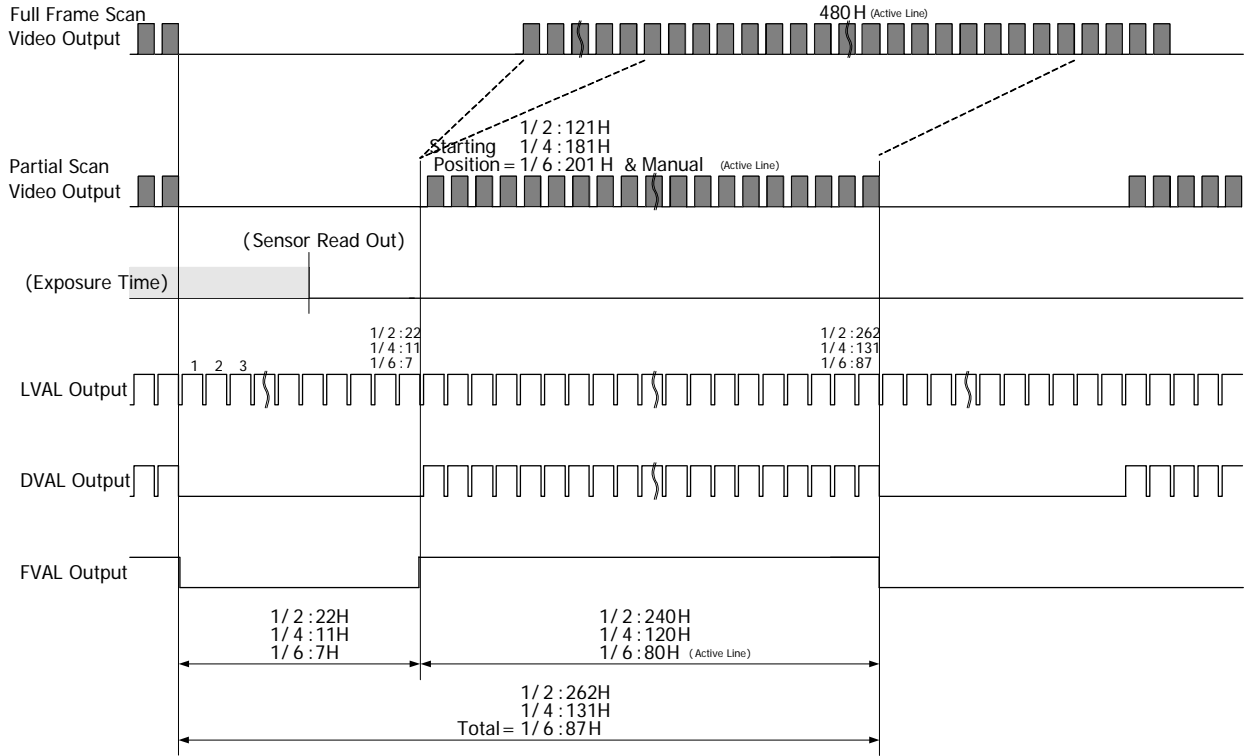 Full Frame Scan
Video Output
480H (Active Line)
1/2:121H
Starting 1/4:181H
Position=1/6:201H & Manual (Active Line)
Partial Scan
Video Output
(Sensor Read Out)
(Exposure Time)
1/2:22
1/4:11
1/6:7
1/2:262
1/4:131
1/6:87
1 2 3
LVAL Output
DVAL Output
FVAL Output
1/2:22H
1/4:11H
1/6:7H
1/2:240H
1/4:120H
1/6:80H (Active Line)
1/2:262H
1/4:131H
Total=1/6:87H